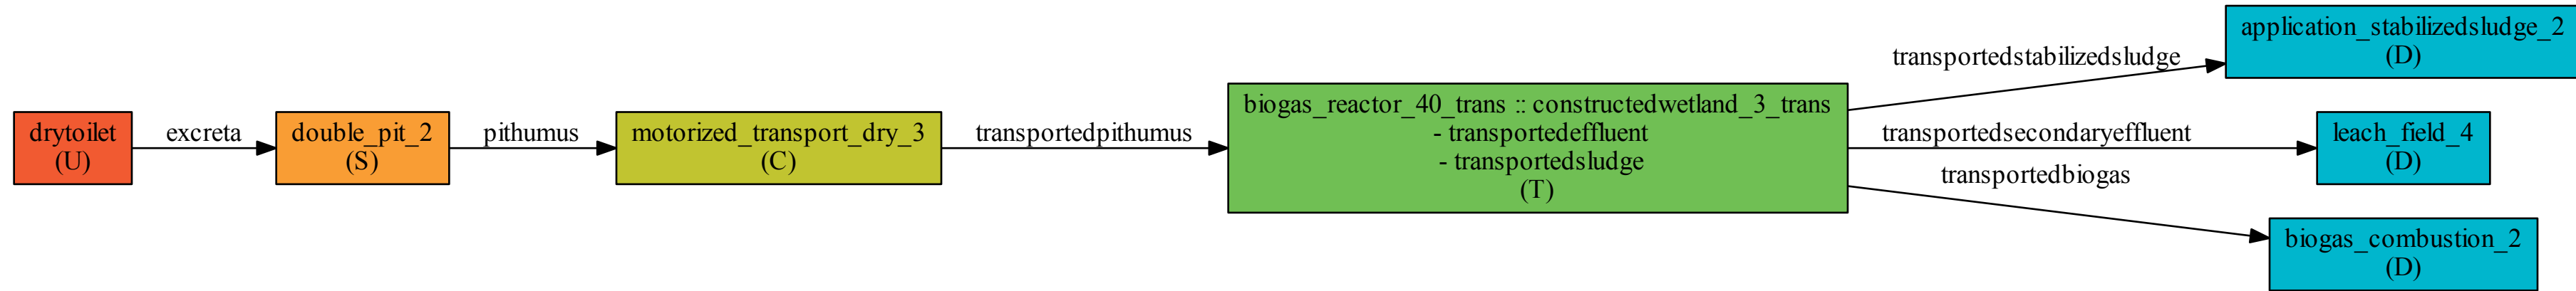 drytoilet
(U)
excreta
double_pit_2
(S)
pithumus
motorized_transport_dry_3
(C)
transportedpithumus
biogas_reactor_40_trans :: constructedwetland_3_trans
- transportedeffluent
- transportedsludge
(T)
transportedstabilizedsludge
application_stabilizedsludge_2
(D)
transportedsecondaryeffluent
leach_field_4
(D)
transportedbiogas
biogas_combustion_2
(D)